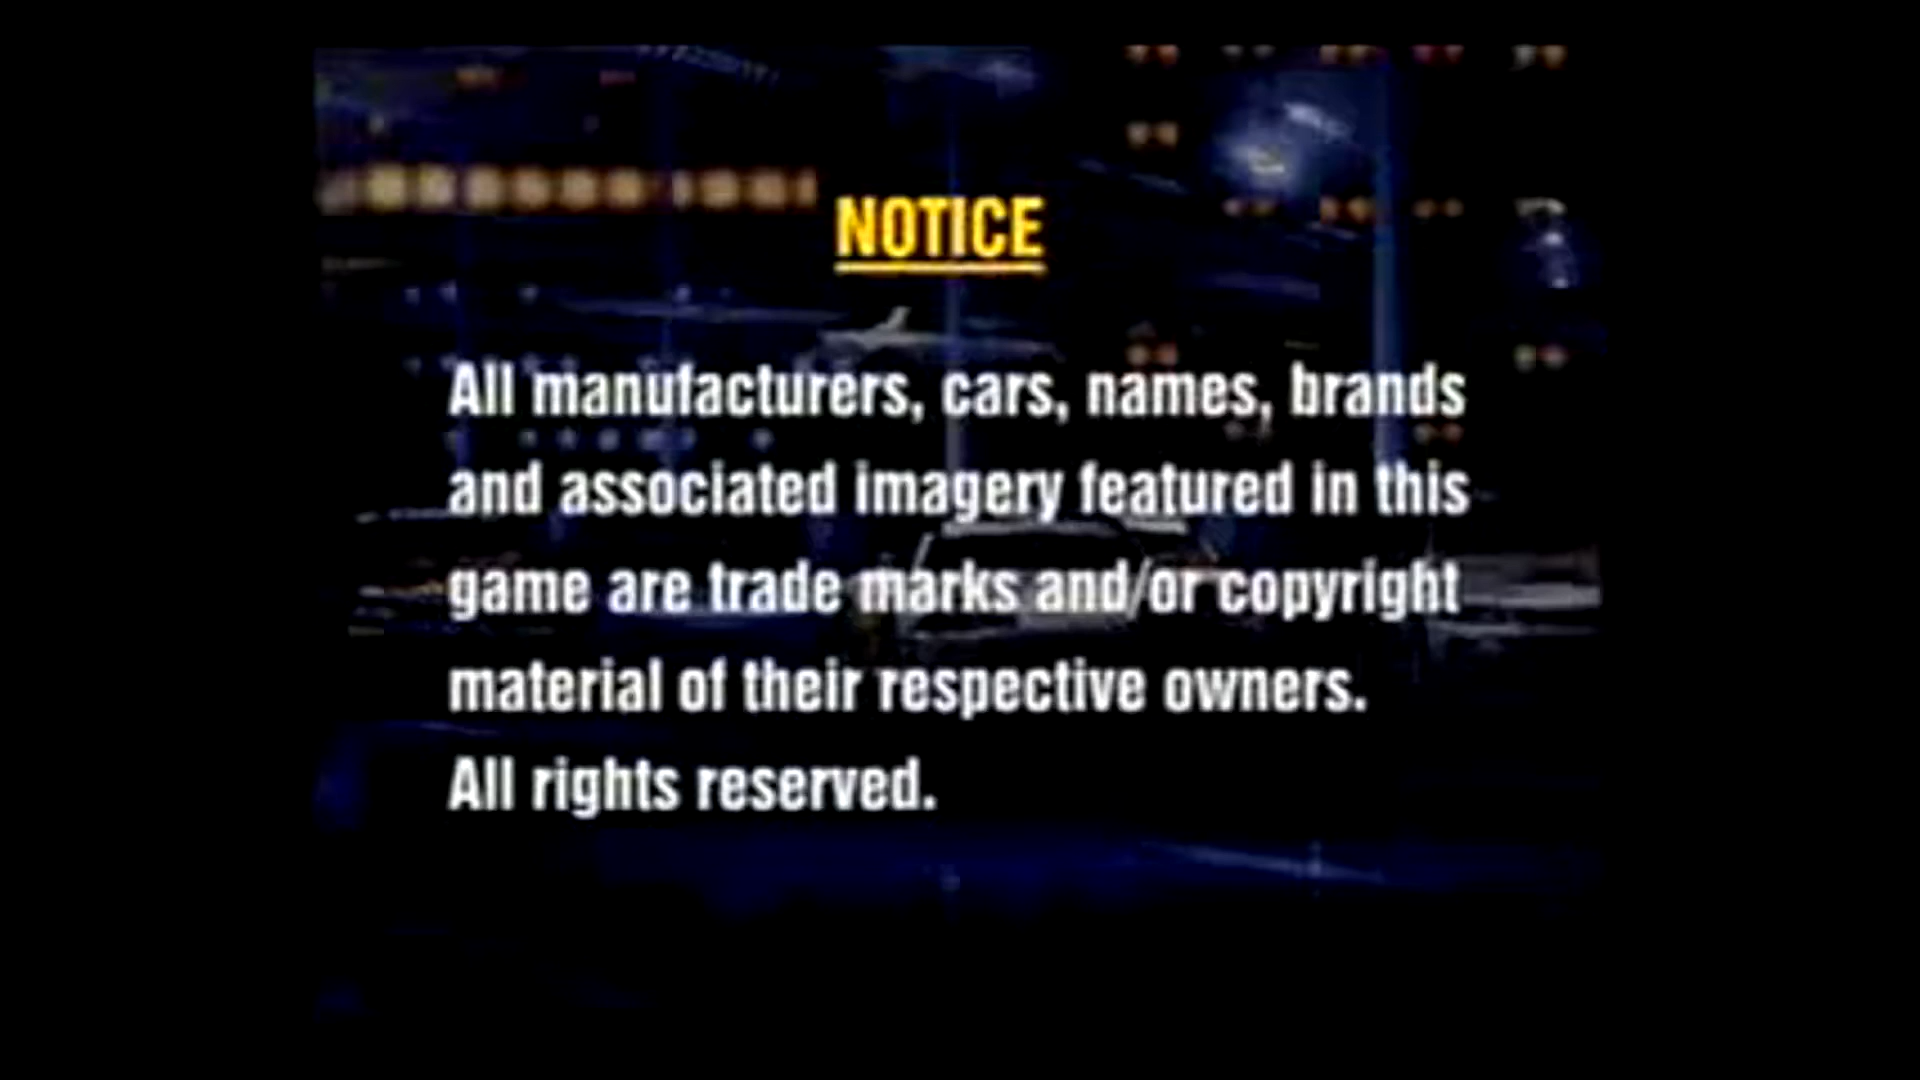 NOTICE
All manufacturers, cars, names, brands
and associated imagery featured in this
game are trade marks and/or copyright
material of their respective owners.
All rights reserved.